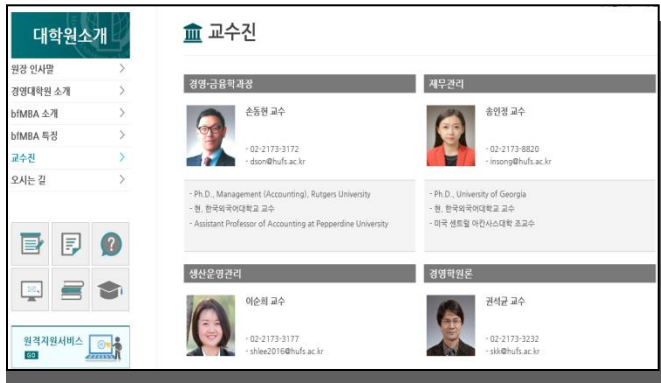 대학원소개
원장 인사말
경영대학원 소개
bfMBA 소개
bfMBA 특징
교수진
오시는 길
원격지원서비스
GO
교수진
경영·금융학과장
손동현 교수
- 02-2173-3172
- dson@hufs.ac.kr
- Ph.D., Management (Accounting), Rutgers University
- 현, 한국외국어대학교 교수
- Assistant Professor of Accounting at Pepperdine University
재무관리
송인정 교수
- 02-2173-8820
- insong@hufs.ac.kr
- Ph.D., University of Georgia
- 현, 한국외국어대학교 교수
- 미국 센트럴 아칸사스대학 조교수
생산운영관리
이순희 교수
- 02-2173-3177
- shlee2016@hufs.ac.kr
경영학원론
권석균 교수
- 02-2173-3232
- skk@hufs.ac.kr